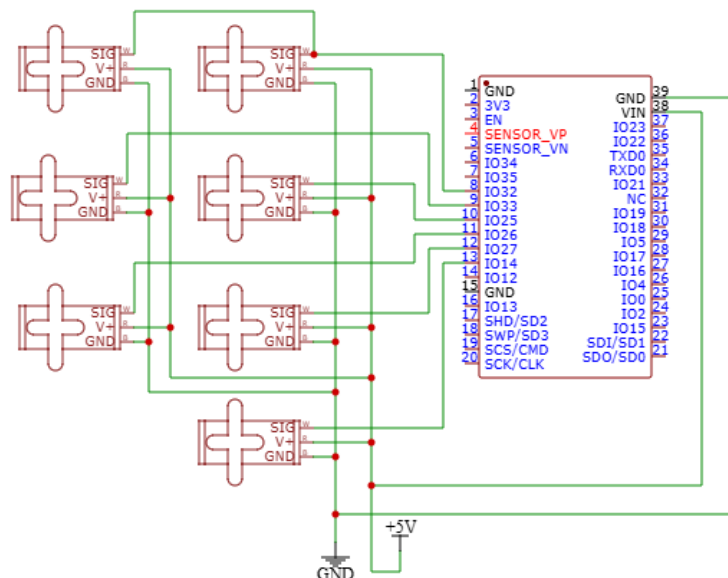 SIG W
V+ R
GND G
SIG W
V+ R
GND G
SIG W
V+ R
GND G
SIG W
V+ R
GND G
SIG W
V+ R
GND G
SIG W
V+ R
GND G
SIG W
V+ R
GND G
1 GND
2 3V3
3 EN
4 SENSOR_VP
5 SENSOR_VN
6 IO34
7 IO35
8 IO32
9 IO33
10 IO25
11 IO26
12 IO27
13 IO14
14 IO12
15 GND
16 IO13
17 SHD/SD2
18 SWP/SD3
19 SCS/CMD
20 SCK/CLK
GND 39
VIN 38
IO23 37
IO22 36
TXD0 35
RXD0 34
IO21 33
NC 32
IO19 31
IO18 30
IO5 29
IO17 28
IO16 27
IO4 26
IO0 25
IO2 24
IO15 23
SDI/SD1 22
SDO/SD0 21
+5V
GND